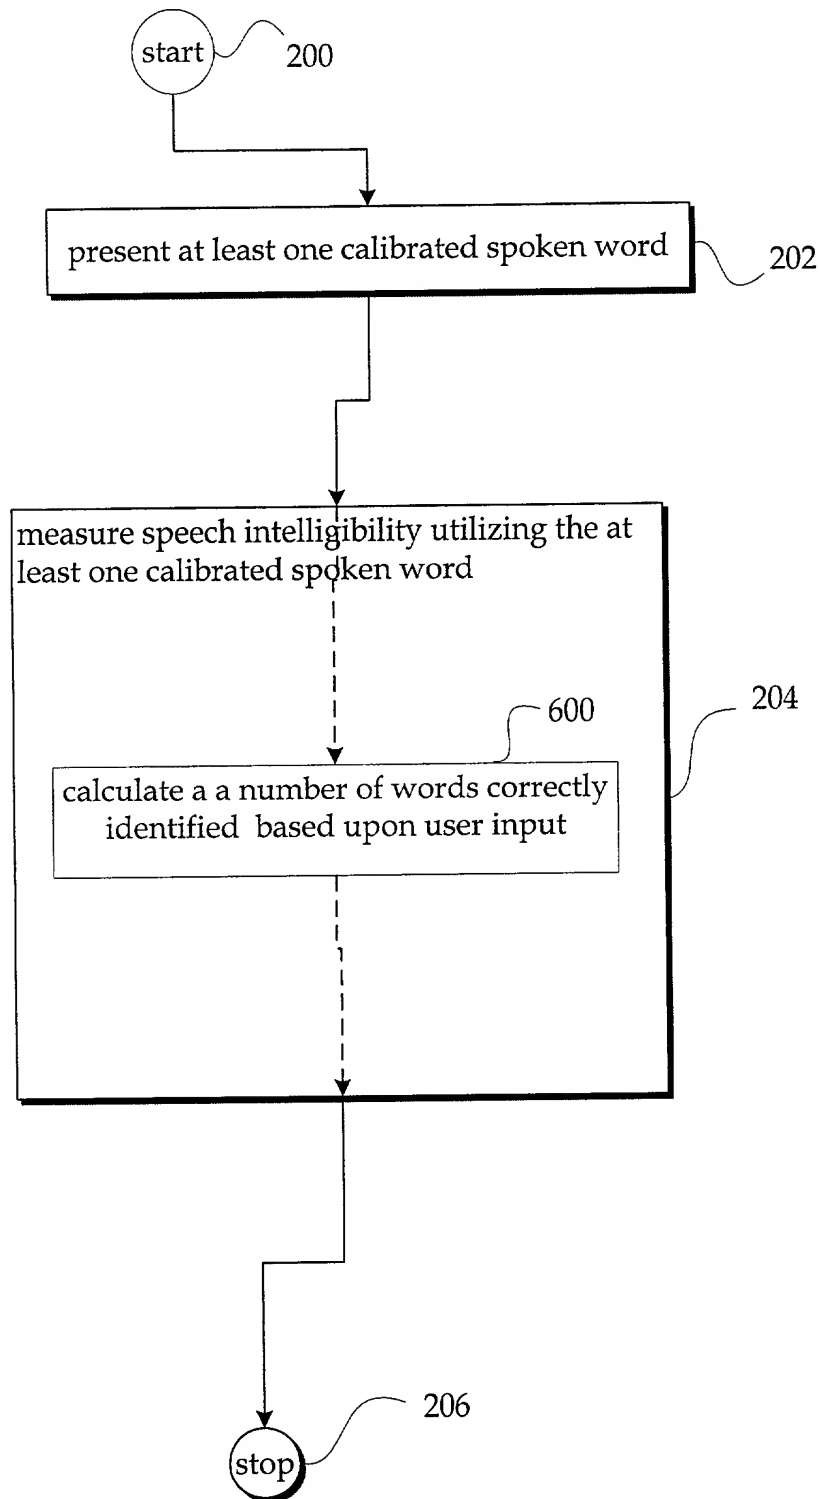 start
200
present at least one calibrated spoken word
202
measure speech intelligibility utilizing the at
least one calibrated spoken word
204
600
calculate a a number of words correctly
identified based upon user input
206
stop